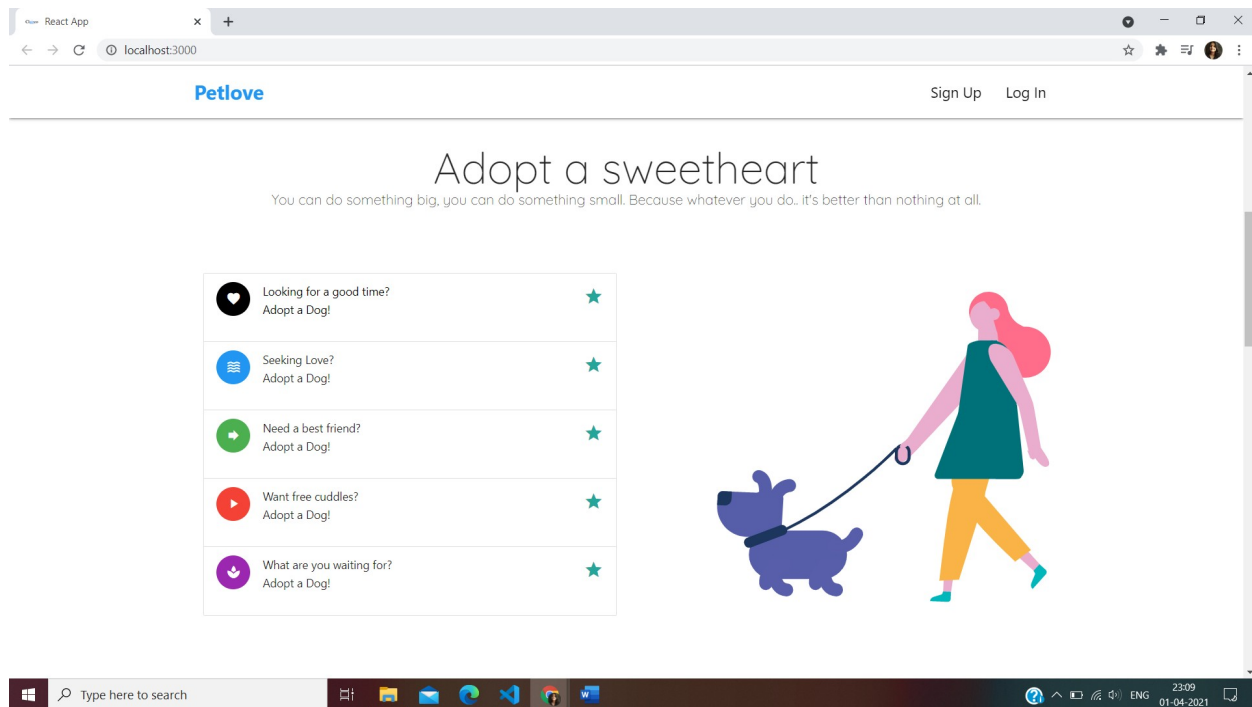 React App
localhost:3000
Petlove
Sign Up
Log In
Adopt a sweetheart
You can do something big, you can do something small. Because whatever you do.. it's better than nothing at all.
Looking for a good time?
Adopt a Dog!
Seeking Love?
Adopt a Dog!
Need a best friend?
Adopt a Dog!
Want free cuddles?
Adopt a Dog!
What are you waiting for?
Adopt a Dog!
Type here to search
ENG
23:09
01-04-2021